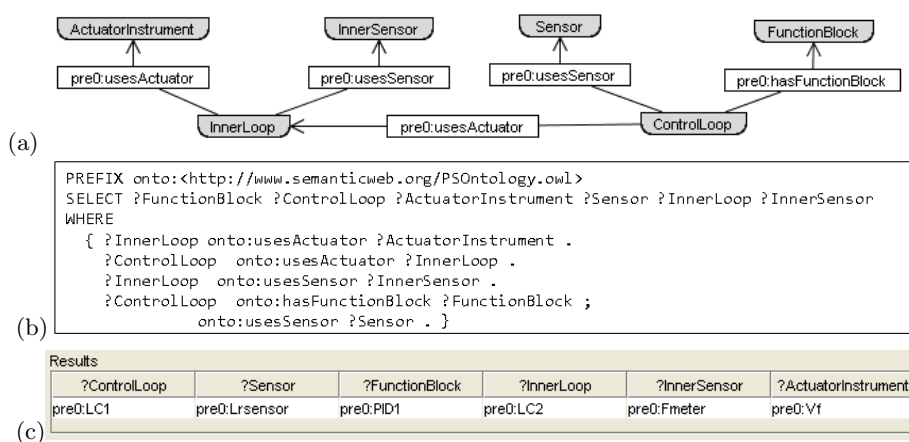 ActuatorInstrument InnerSensor Sensor FunctionBlock
pre0:usesActuator pre0:usesSensor pre0:usesSensor pre0:hasFunctionBlock
InnerLoop pre0:usesActuator ControlLoop
(a)
PREFIX onto:<http://www.semanticweb.org/PSOntology.owl>
SELECT ?FunctionBlock ?ControlLoop ?ActuatorInstrument ?Sensor ?InnerLoop ?InnerSensor
WHERE
{ ?InnerLoop onto:usesActuator ?ActuatorInstrument .
?ControlLoop onto:usesActuator ?InnerLoop .
?InnerLoop onto:usesSensor ?InnerSensor .
?ControlLoop onto:hasFunctionBlock ?FunctionBlock ;
onto:usesSensor ?Sensor . }
(b)
Results
?ControlLoop ?Sensor ?FunctionBlock ?InnerLoop ?InnerSensor ?ActuatorInstrument
pre0:LC1 pre0:Lrsensor pre0:PID1 pre0:LC2 pre0:Fmeter pre0:Vf
(c)